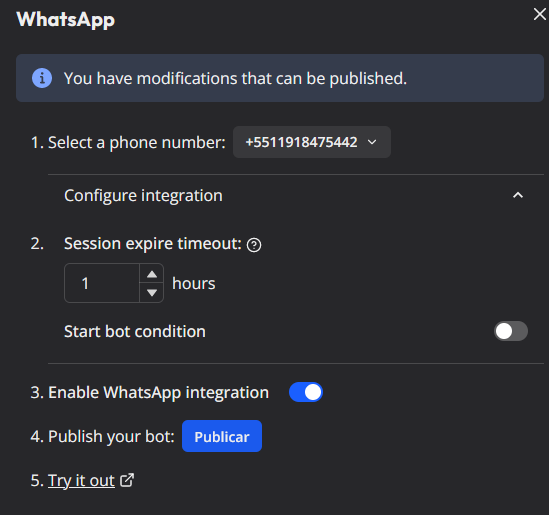 WhatsApp
You have modifications that can be published.
1. Select a phone number: +5511918475442
Configure integration
2. Session expire timeout:
1 hours
Start bot condition
3. Enable WhatsApp integration
4. Publish your bot: Publicar
5. Try it out